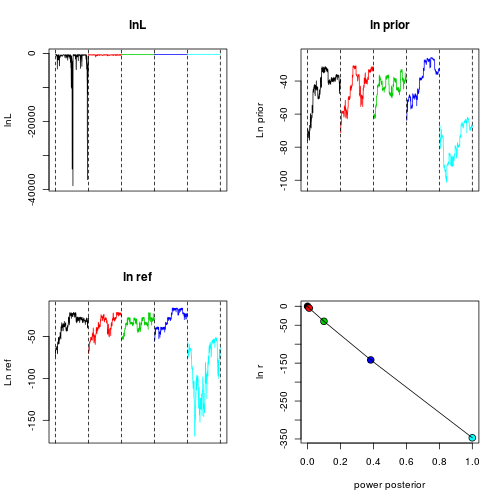 lnL
lnL
0
-20000
-40000
ln prior
Ln prior
-40
-60
-80
-100
ln ref
Ln ref
-50
-100
-150
ln r
0
-50
-150
-250
-350
0.0 0.2 0.4 0.6 0.8 1.0
power posterior